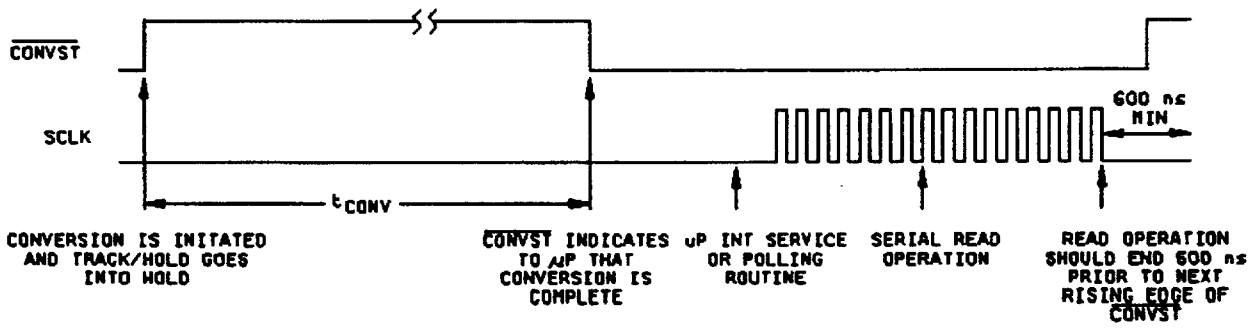 CONVST
600 ns
MIN
SCLK
tCONV
CONVERSION IS INITATED
AND TRACK/HOLD GOES
INTO HOLD
CONVST INDICATES
TO μP THAT
CONVERSION IS
COMPLETE
uP INT SERVICE
OR POLLING
ROUTINE
SERIAL READ
OPERATION
READ OPERATION
SHOULD END 600 ns
PRIOR TO NEXT
RISING EDGE OF
CONVST